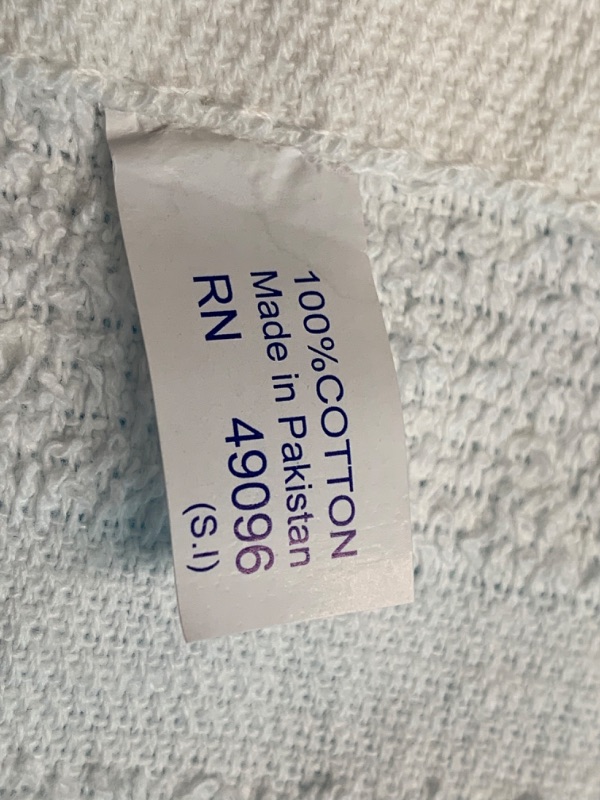 100%COTTON
Made in Pakistan
RN 49096
(S.I)